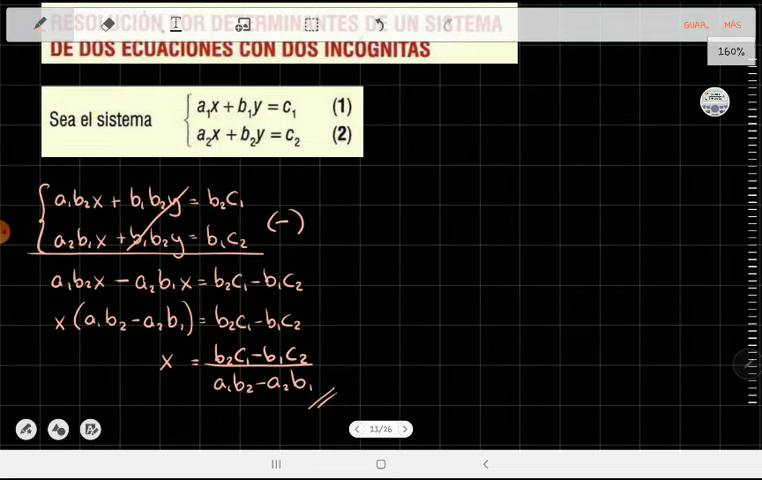 RESOLUCIÓN POR DETERMINANTES DE UN SISTEMA
GUAR. MÁS
DE DOS ECUACIONES CON DOS INCÓGNITAS
160%
Sea el sistema
a₁x + b₁y = c₁ (1)
a₂x + b₂y = c₂ (2)
a₁b₂x + b₁b₂y = b₂c₁
(−)
a₂b₁x + b₁b₂y = b₁c₂
a₁b₂x − a₂b₁x = b₂c₁ − b₁c₂
x(a₁b₂ − a₂b₁) = b₂c₁ − b₁c₂
x = b₂c₁ − b₁c₂ / a₁b₂ − a₂b₁
11/26